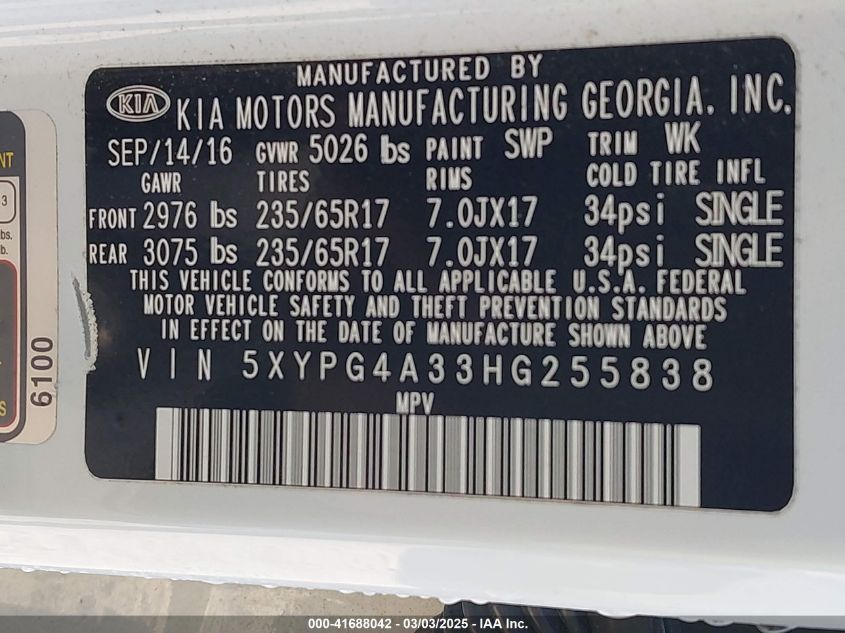 MANUFACTURED BY
KIA KIA MOTORS MANUFACTURING GEORGIA, INC.
SEP/14/16 GVWR 5026 lbs PAINT SWP TRIM WK
GAWR TIRES RIMS COLD TIRE INFL
FRONT 2976 lbs 235/65R17 7.0JX17 34psi SINGLE
REAR 3075 lbs 235/65R17 7.0JX17 34psi SINGLE
THIS VEHICLE CONFORMS TO ALL APPLICABLE U.S.A. FEDERAL
MOTOR VEHICLE SAFETY AND THEFT PREVENTION STANDARDS
IN EFFECT ON THE DATE OF MANUFACTURE SHOWN ABOVE
VIN 5XYPG4A33HG255838
MPV
6100
000-41688042 — 03/03/2025 — IAA Inc.